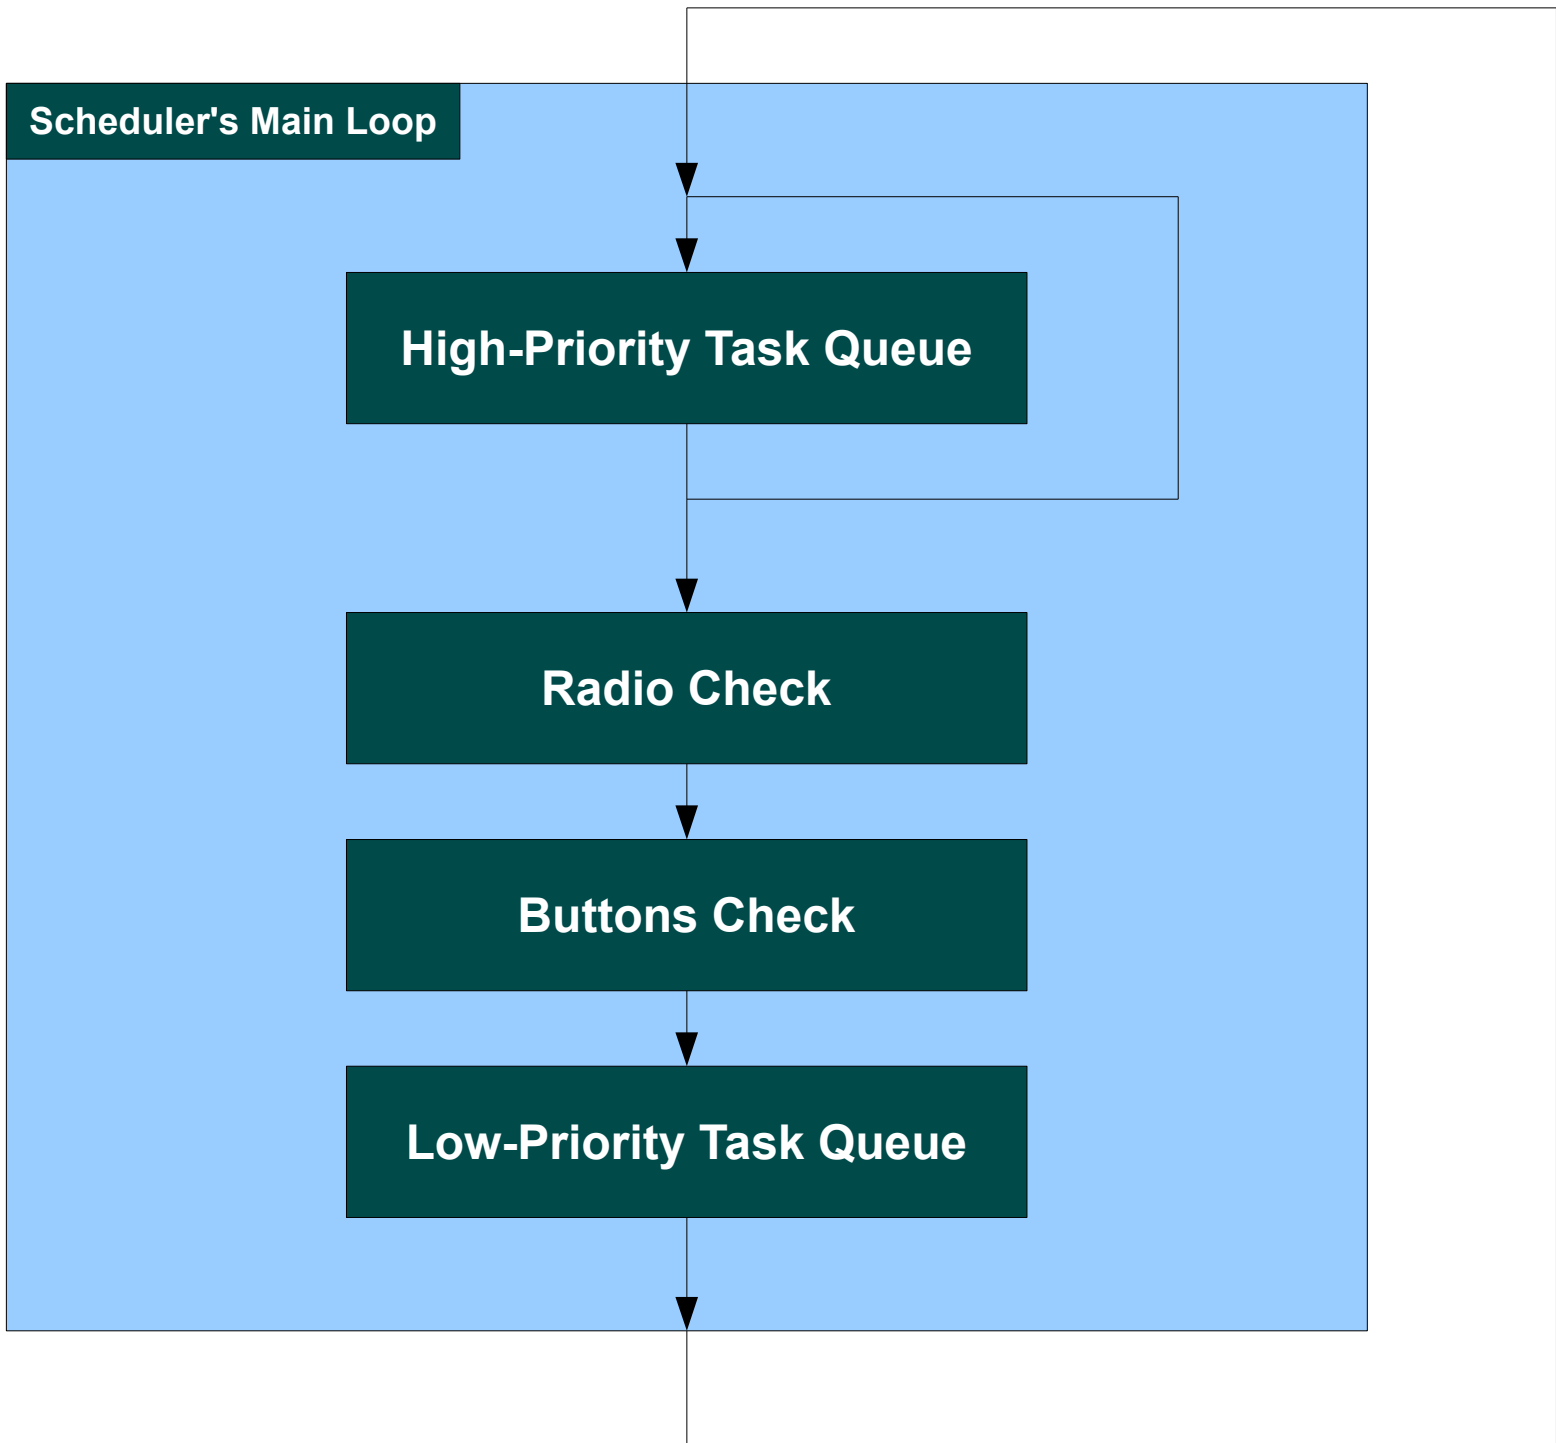 Scheduler's Main Loop
High-Priority Task Queue
Radio Check
Buttons Check
Low-Priority Task Queue